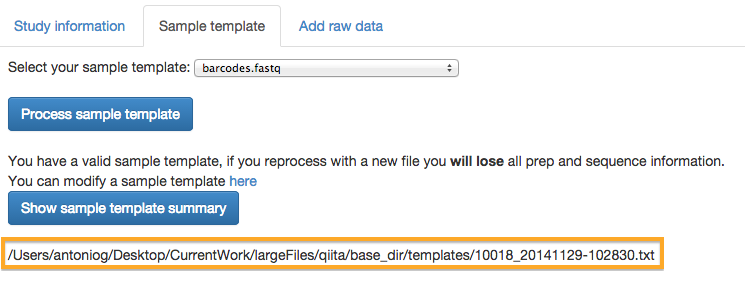 Study information
Sample template
Add raw data
Select your sample template: barcodes.fastq
Process sample template
You have a valid sample template, if you reprocess with a new file you will lose all prep and sequence information.
You can modify a sample template here
Show sample template summary
/Users/antoniog/Desktop/CurrentWork/largeFiles/qiita/base_dir/templates/10018_20141129-102830.txt